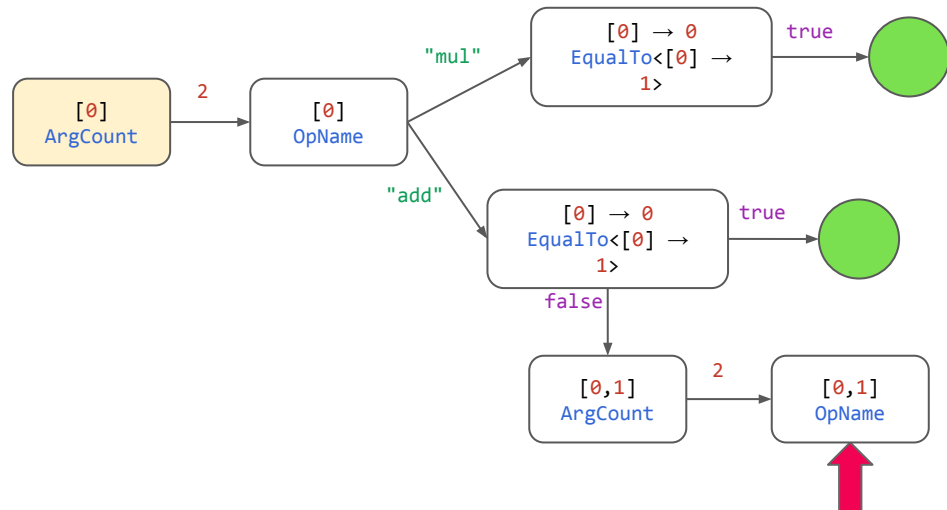 [0] → 0
EqualTo<[0] →
1>
true
"mul"
2
[0]
ArgCount
[0]
OpName
"add"
[0] → 0
EqualTo<[0] →
1>
true
false
[0,1]
ArgCount
2
[0,1]
OpName